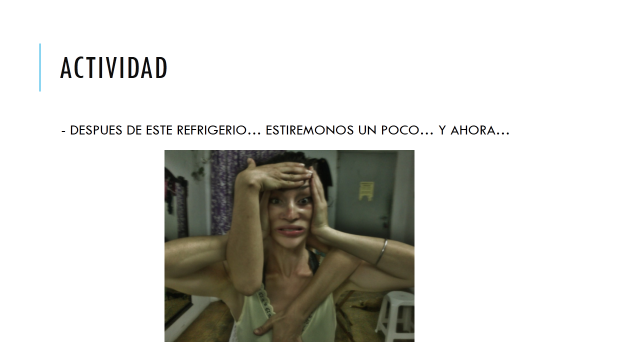 ACTIVIDAD
- DESPUES DE ESTE REFRIGERIO... ESTIREMONOS UN POCO... Y AHORA...